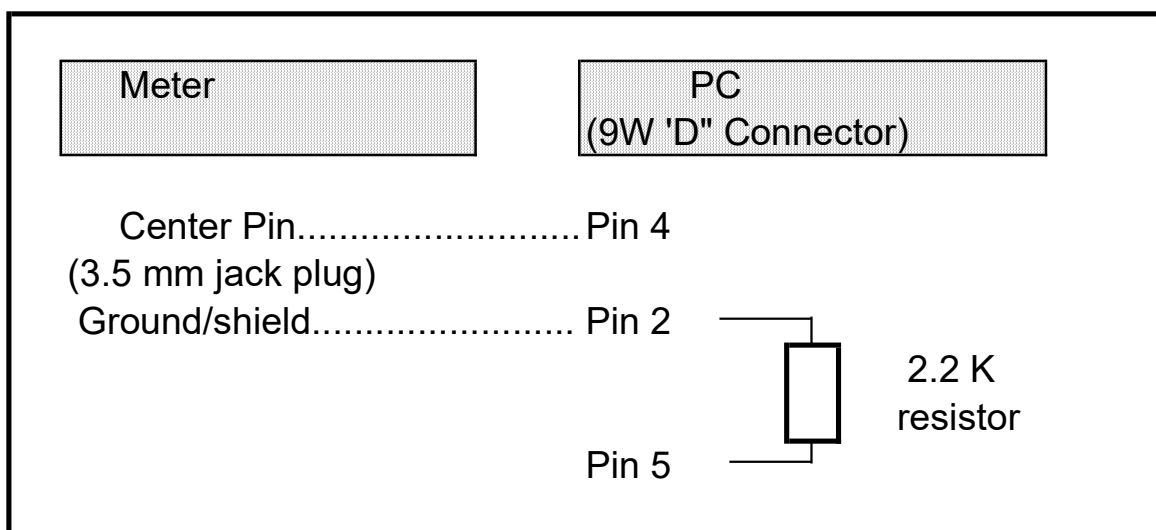 Meter
PC
(9W 'D" Connector)
Center Pin........................... Pin 4
(3.5 mm jack plug)
Ground/shield......................... Pin 2
2.2 K
resistor
Pin 5